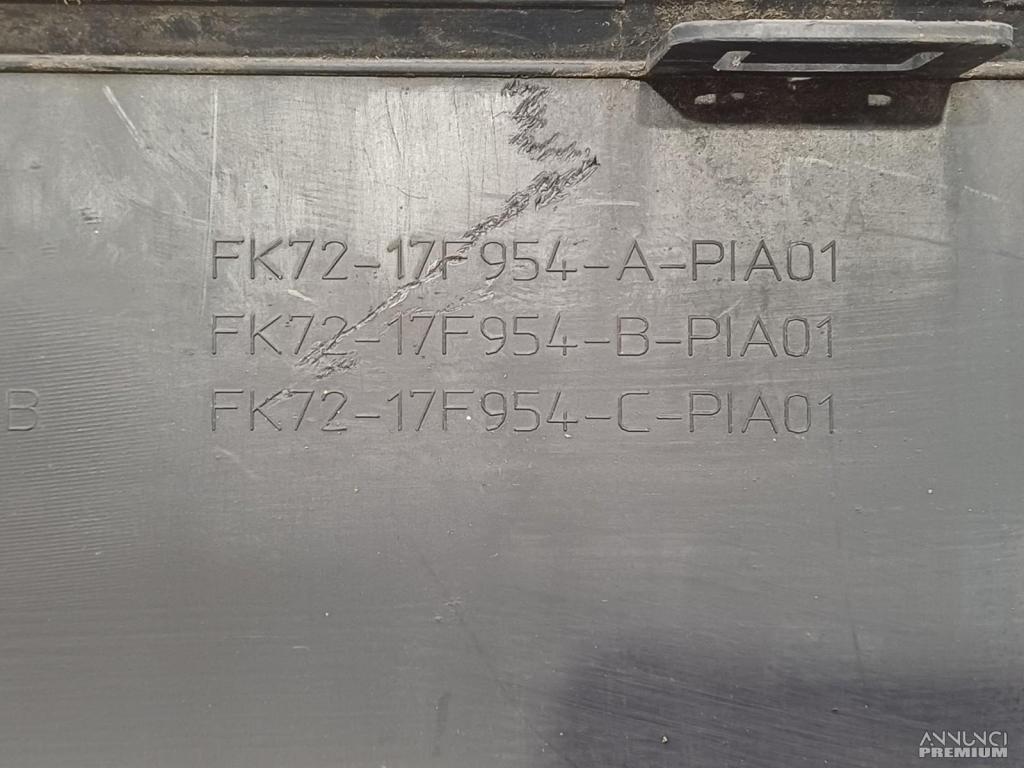 FK72-17F954-A-PIA01
FK72-17F954-B-PIA01
B FK72-17F954-C-PIA01
ANNUNCI
PREMIUM